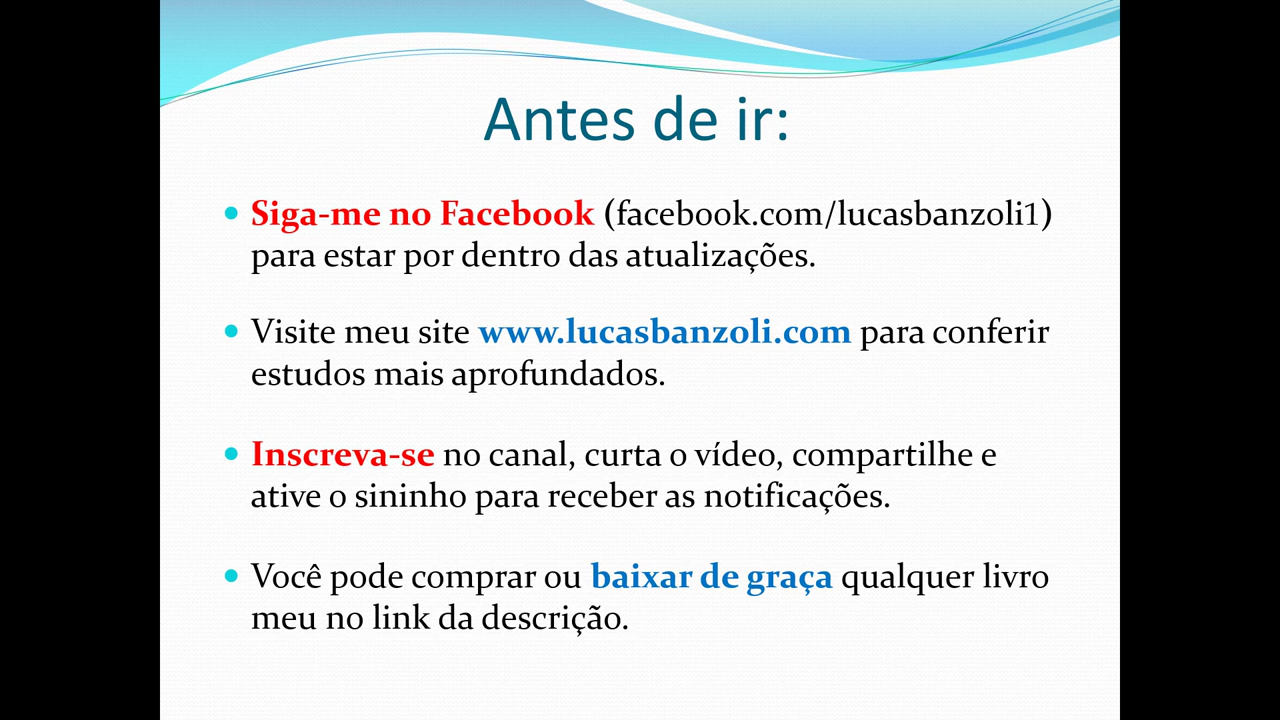 Antes de ir:
• Siga-me no Facebook (facebook.com/lucasbanzoli1)
para estar por dentro das atualizações.
• Visite meu site www.lucasbanzoli.com para conferir
estudos mais aprofundados.
• Inscreva-se no canal, curta o vídeo, compartilhe e
ative o sininho para receber as notificações.
• Você pode comprar ou baixar de graça qualquer livro
meu no link da descrição.